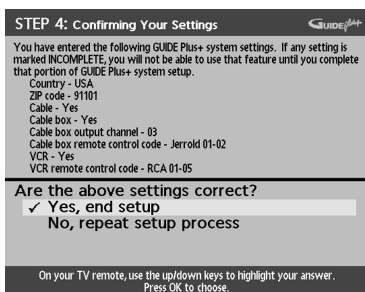 STEP 4: Confirming Your Settings
GUIDE Plus+
You have entered the following GUIDE Plus+ system settings. If any setting is
marked INCOMPLETE, you will not be able to use that feature until you complete
that portion of GUIDE Plus+ system setup.
Country - USA
ZIP code - 91101
Cable - Yes
Cable box - Yes
Cable box output channel - 03
Cable box remote control code - Jerrold 01-02
VCR - Yes
VCR remote control code - RCA 01-05
Are the above settings correct?
✓ Yes, end setup
No, repeat setup process
On your TV remote, use the up/down keys to highlight your answer.
Press OK to choose.